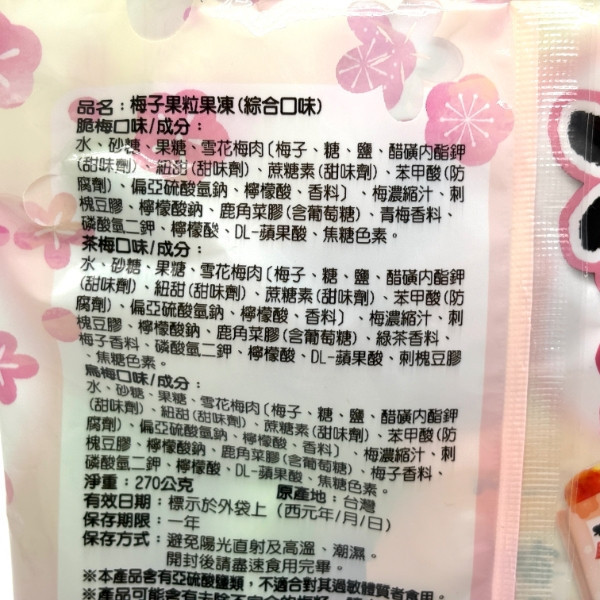 品名：梅子果粒果凍(綜合口味)
脆梅口味/成分：
水、砂糖、果糖、雪花梅肉〔梅子、糖、鹽、醋磺內酯鉀
(甜味劑)、紐甜(甜味劑)、蔗糖素(甜味劑)、苯甲酸(防
腐劑)、偏亞硫酸氫鈉、檸檬酸、香料〕、梅濃縮汁、刺
槐豆膠、檸檬酸鈉、鹿角菜膠(含葡萄糖)、青梅香料、
磷酸氫二鉀、檸檬酸、DL-蘋果酸、焦糖色素。
茶梅口味/成分：
水、砂糖、果糖、雪花梅肉〔梅子、糖、鹽、醋磺內酯鉀
(甜味劑)、紐甜(甜味劑)、蔗糖素(甜味劑)、苯甲酸(防
腐劑)、偏亞硫酸氫鈉、檸檬酸、香料〕、梅濃縮汁、刺
槐豆膠、檸檬酸鈉、鹿角菜膠(含葡萄糖)、綠茶香料、
梅子香料、磷酸氫二鉀、檸檬酸、DL-蘋果酸、刺槐豆膠
、焦糖色素。
烏梅口味/成分：
水、砂糖、果糖、雪花梅肉〔梅子、糖、鹽、醋磺內酯鉀
(甜味劑)、紐甜(甜味劑)、蔗糖素(甜味劑)、苯甲酸(防
腐劑)、偏亞硫酸氫鈉、檸檬酸、香料〕、梅濃縮汁、刺
槐豆膠、檸檬酸鈉、鹿角菜膠(含葡萄糖)、梅子香料、
磷酸氫二鉀、檸檬酸、DL-蘋果酸、焦糖色素。
淨重：270公克 原產地：台灣
有效日期：標示於外袋上（西元年/月/日）
保存期限：一年
保存方式：避免陽光直射及高溫、潮濕。
開封後請盡速食用完畢。
※本產品含有亞硫酸鹽類，不適合對其過敏體質者食用。
※產品可能含有未除不完全的梅籽